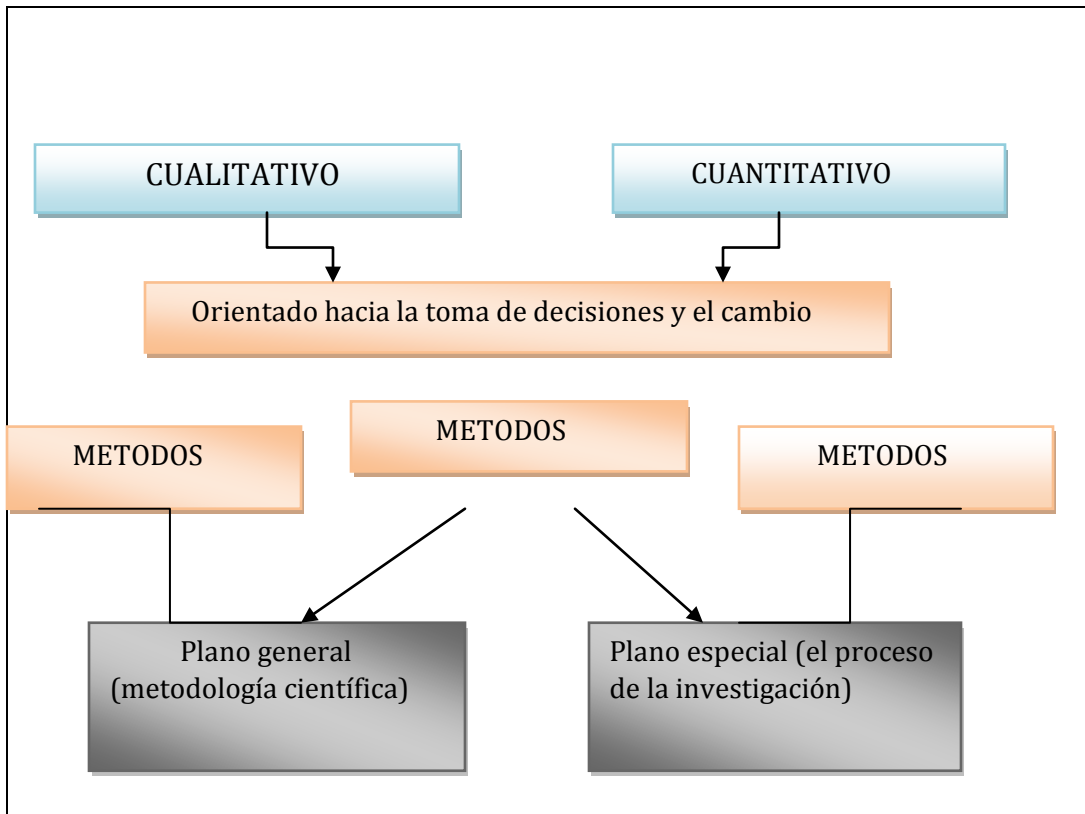 CUALITATIVO
CUANTITATIVO
Orientado hacia la toma de decisiones y el cambio
METODOS
METODOS
METODOS
Plano general
(metodología científica)
Plano especial (el proceso
de la investigación)